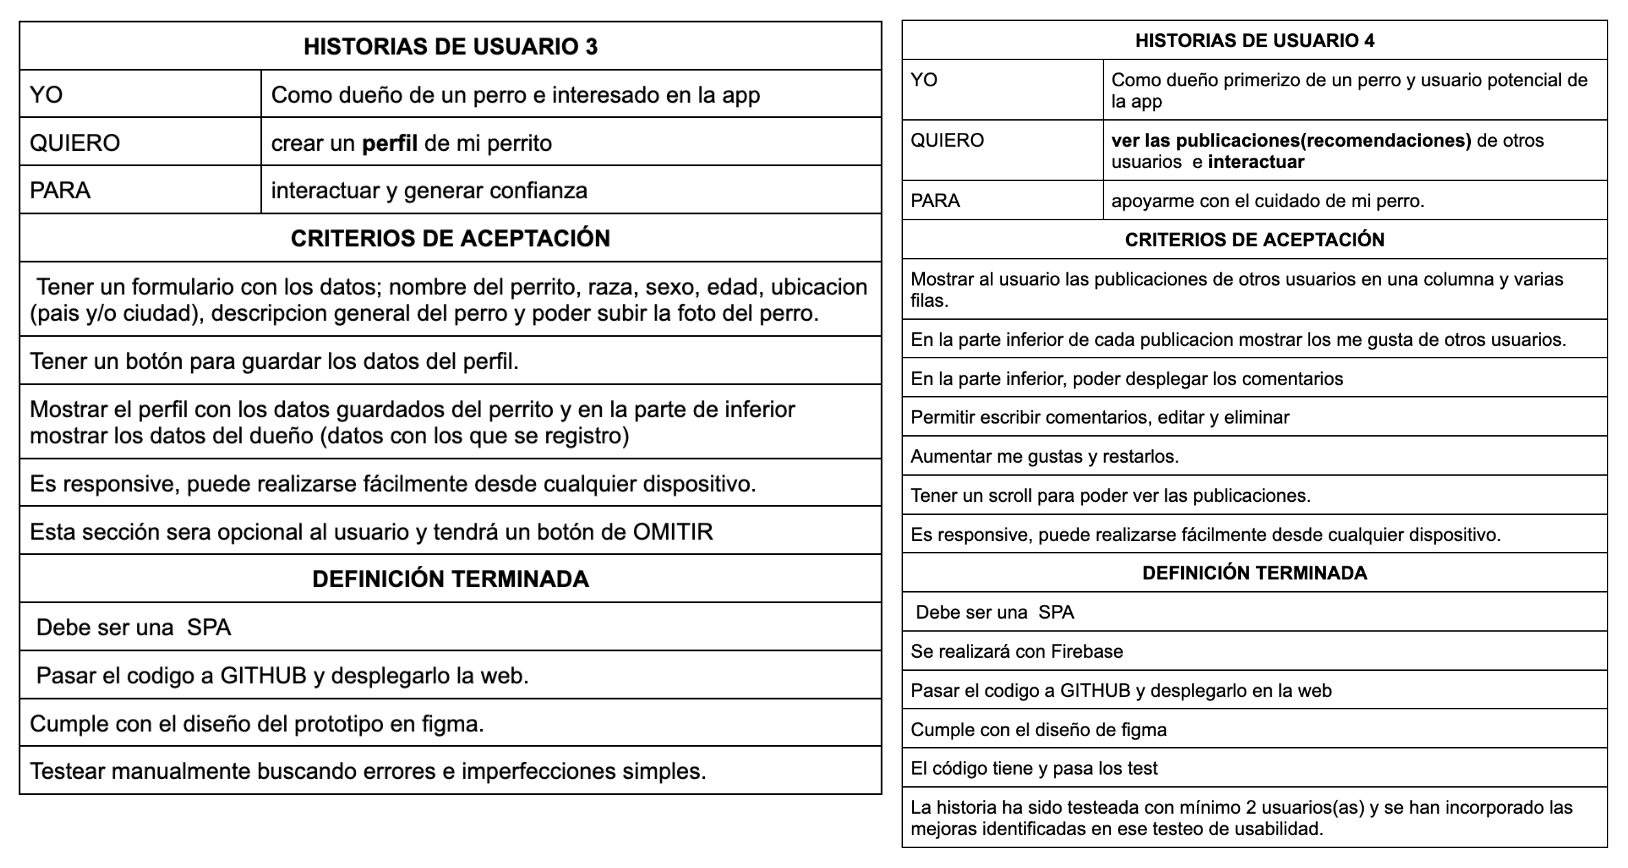 HISTORIAS DE USUARIO 3
YO
Como dueño de un perro e interesado en la app
QUIERO
crear un perfil de mi perrito
PARA
interactuar y generar confianza
CRITERIOS DE ACEPTACIÓN
Tener un formulario con los datos; nombre del perrito, raza, sexo, edad, ubicacion
(pais y/o ciudad), descripcion general del perro y poder subir la foto del perro.
Tener un botón para guardar los datos del perfil.
Mostrar el perfil con los datos guardados del perrito y en la parte de inferior
mostrar los datos del dueño (datos con los que se registro)
Es responsive, puede realizarse fácilmente desde cualquier dispositivo.
Esta sección sera opcional al usuario y tendrá un botón de OMITIR
DEFINICIÓN TERMINADA
Debe ser una  SPA
Pasar el codigo a GITHUB y desplegarlo la web.
Cumple con el diseño del prototipo en figma.
Testear manualmente buscando errores e imperfecciones simples.
HISTORIAS DE USUARIO 4
YO
Como dueño primerizo de un perro y usuario potencial de
la app
QUIERO
ver las publicaciones(recomendaciones) de otros
usuarios  e interactuar
PARA
apoyarme con el cuidado de mi perro.
CRITERIOS DE ACEPTACIÓN
Mostrar al usuario las publicaciones de otros usuarios en una columna y varias
filas.
En la parte inferior de cada publicacion mostrar los me gusta de otros usuarios.
En la parte inferior, poder desplegar los comentarios
Permitir escribir comentarios, editar y eliminar
Aumentar me gustas y restarlos.
Tener un scroll para poder ver las publicaciones.
Es responsive, puede realizarse fácilmente desde cualquier dispositivo.
DEFINICIÓN TERMINADA
Debe ser una  SPA
Se realizará con Firebase
Pasar el codigo a GITHUB y desplegarlo en la web
Cumple con el diseño de figma
El código tiene y pasa los test
La historia ha sido testeada con mínimo 2 usuarios(as) y se han incorporado las
mejoras identificadas en ese testeo de usabilidad.